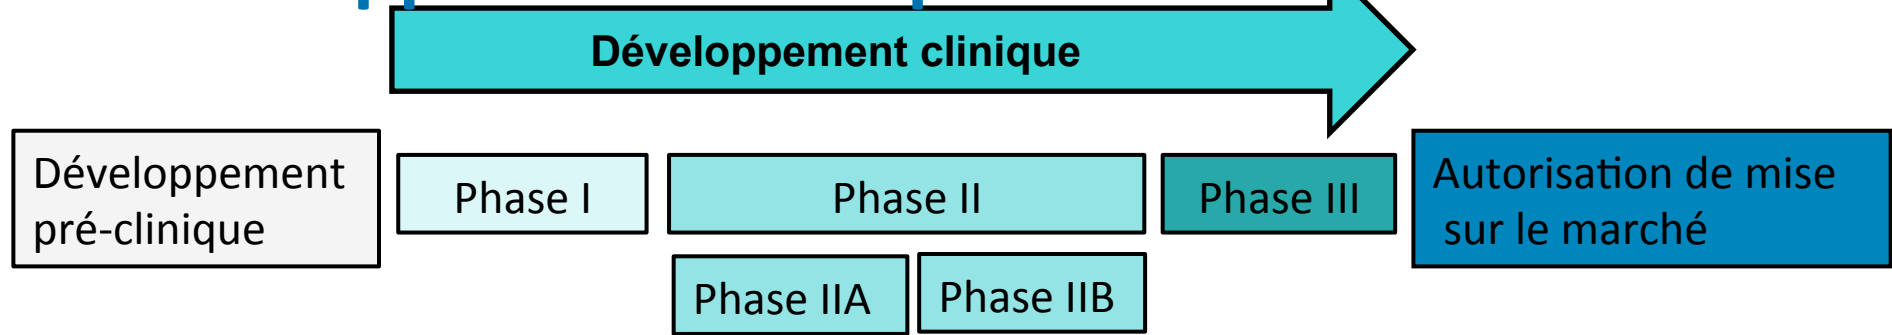 Développement clinique
Développement
pré-clinique
Phase I
Phase II
Phase III
Autorisation de mise
sur le marché
Phase IIA
Phase IIB